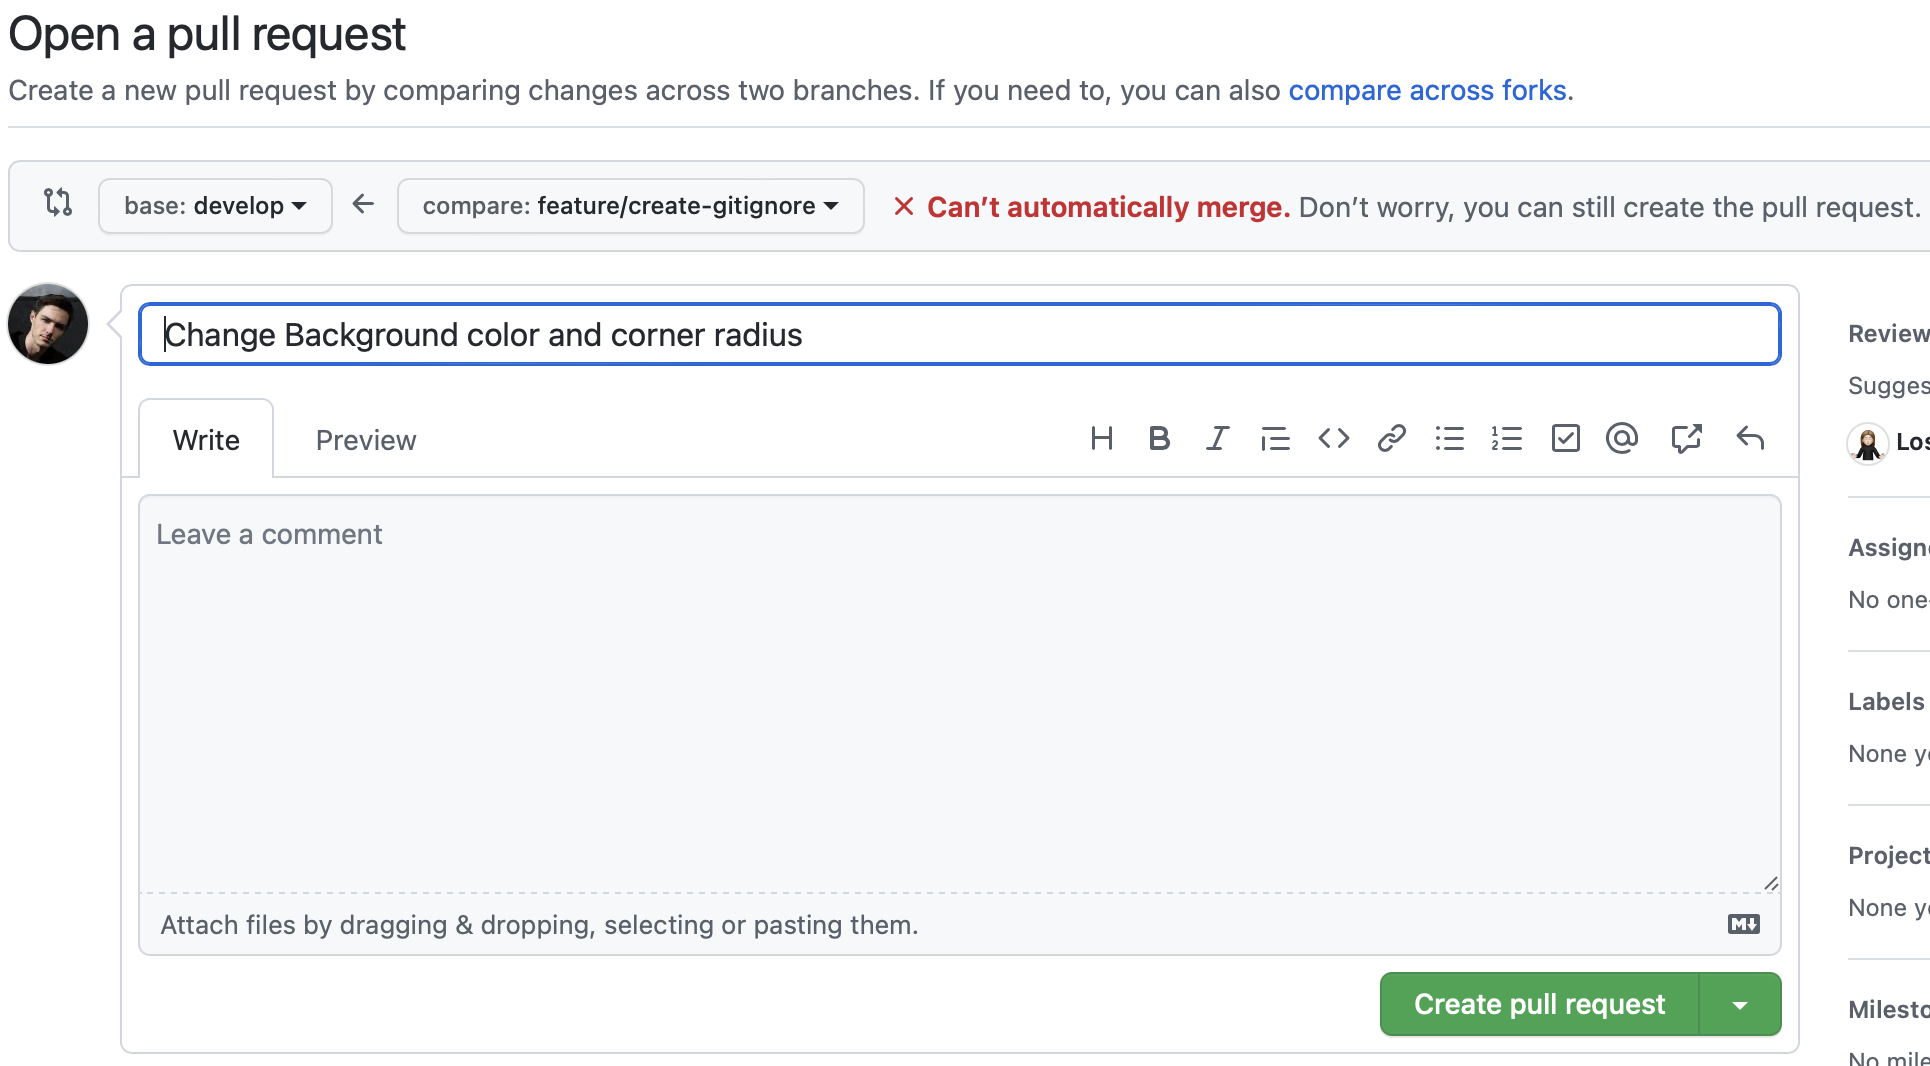 Open a pull request
Create a new pull request by comparing changes across two branches. If you need to, you can also compare across forks.
base: develop
compare: feature/create-gitignore
Can’t automatically merge. Don’t worry, you can still create the pull request.
Change Background color and corner radius
Write
Preview
Leave a comment
Attach files by dragging & dropping, selecting or pasting them.
Create pull request
Review
Sugges
Los
Assign
No one
Labels
None y
Project
None y
Milesto
No mile